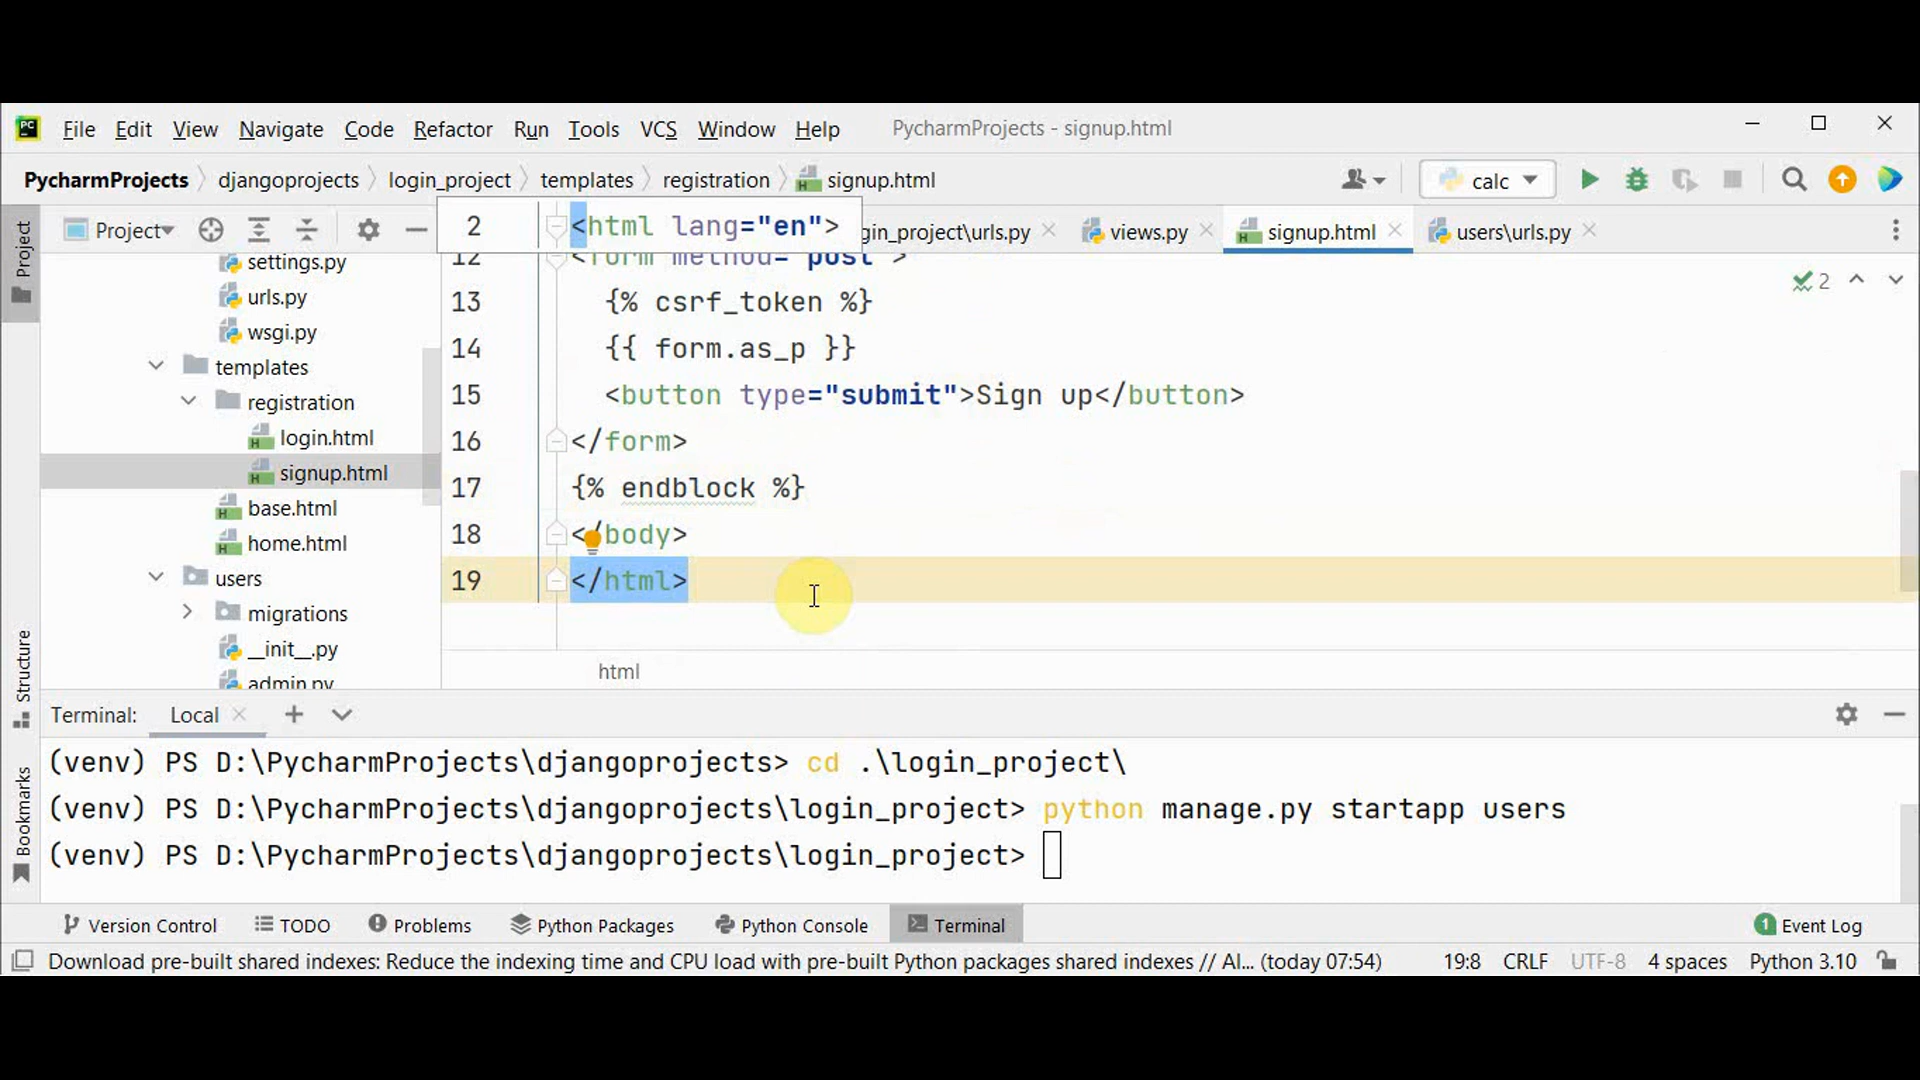 PC File Edit View Navigate Code Refactor Run Tools VCS Window Help PycharmProjects - signup.html
PycharmProjects djangoprojects login_project templates registration signup.html calc
Project gin_project\urls.py views.py signup.html users\urls.py
2 <html lang="en">
Project
settings.py
urls.py
wsgi.py
templates
registration
login.html
signup.html
base.html
home.html
users
migrations
__init__.py
admin.py
12 <form method="post">
2
13 {% csrf_token %}
14 {{ form.as_p }}
15 <button type="submit">Sign up</button>
16 </form>
17 {% endblock %}
18 </body>
19 </html>
html
Structure
Bookmarks
Terminal: Local
(venv) PS D:\PycharmProjects\djangoprojects> cd .\login_project\
(venv) PS D:\PycharmProjects\djangoprojects\login_project> python manage.py startapp users
(venv) PS D:\PycharmProjects\djangoprojects\login_project>
Version Control TODO Problems Python Packages Python Console Terminal 1 Event Log
Download pre-built shared indexes: Reduce the indexing time and CPU load with pre-built Python packages shared indexes // Al... (today 07:54) 19:8 CRLF UTF-8 4 spaces Python 3.10